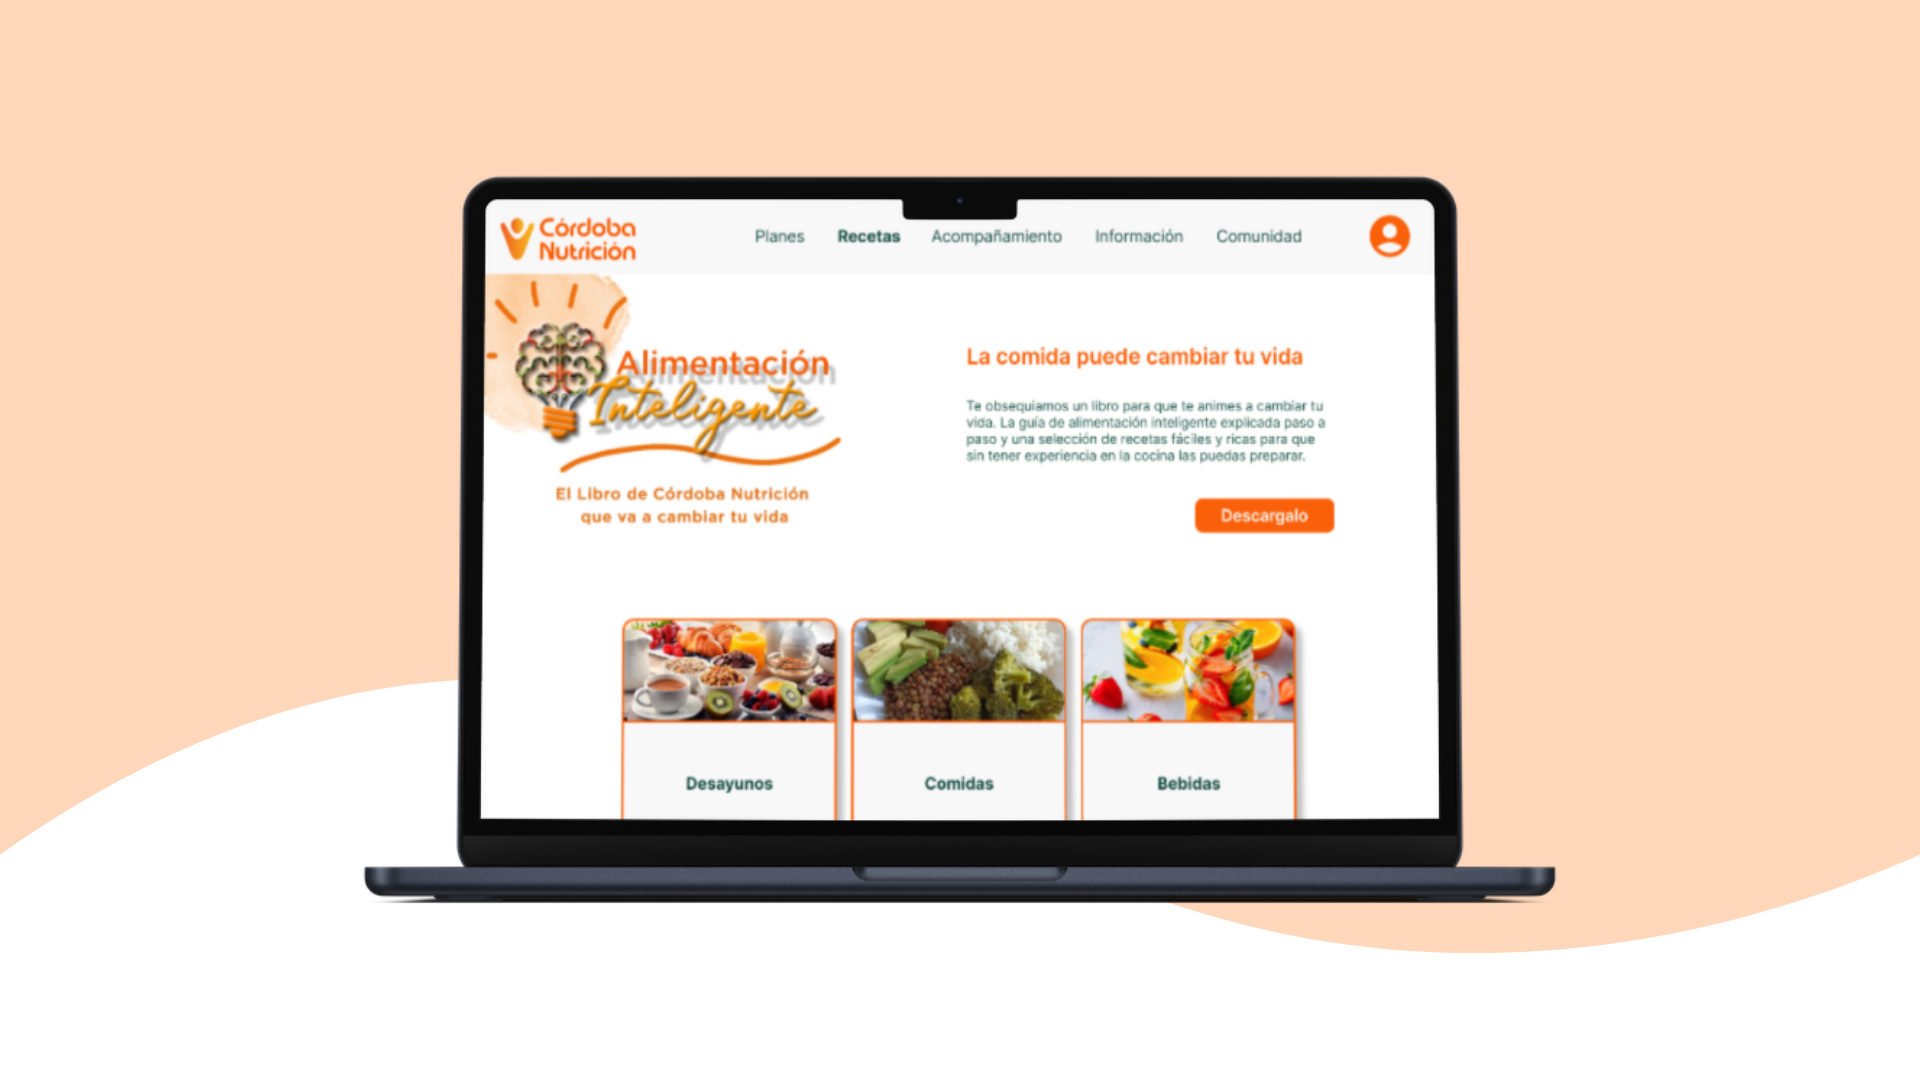 Córdoba
Nutrición
Planes
Recetas
Acompañamiento
Información
Comunidad
Alimentación
Inteligente
El Libro de Córdoba Nutrición
que va a cambiar tu vida
La comida puede cambiar tu vida
Te obsequiamos un libro para que te animes a cambiar tu
vida. La guía de alimentación inteligente explicada paso a
paso y una selección de recetas fáciles y ricas para que
sin tener experiencia en la cocina las puedas preparar.
Descargalo
Desayunos
Comidas
Bebidas